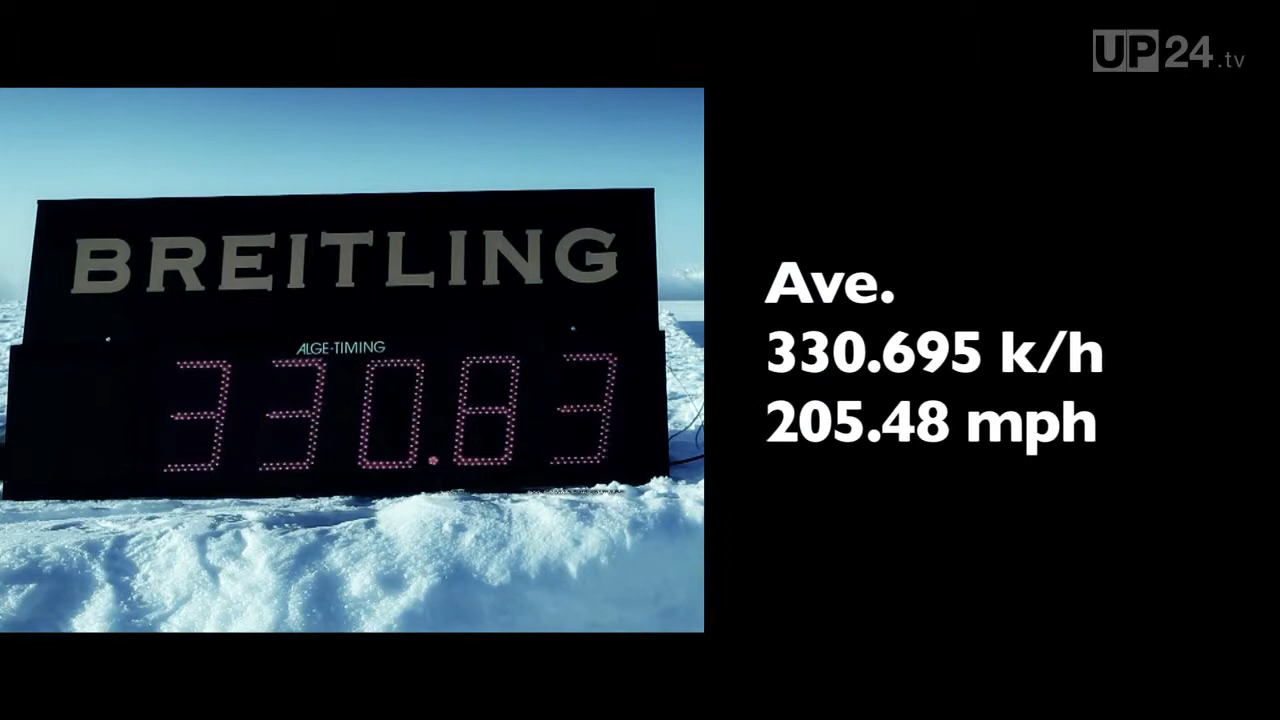 UP24.tv
BREITLING
ALGE-TIMING
330.83
Ave.
330.695 k/h
205.48 mph